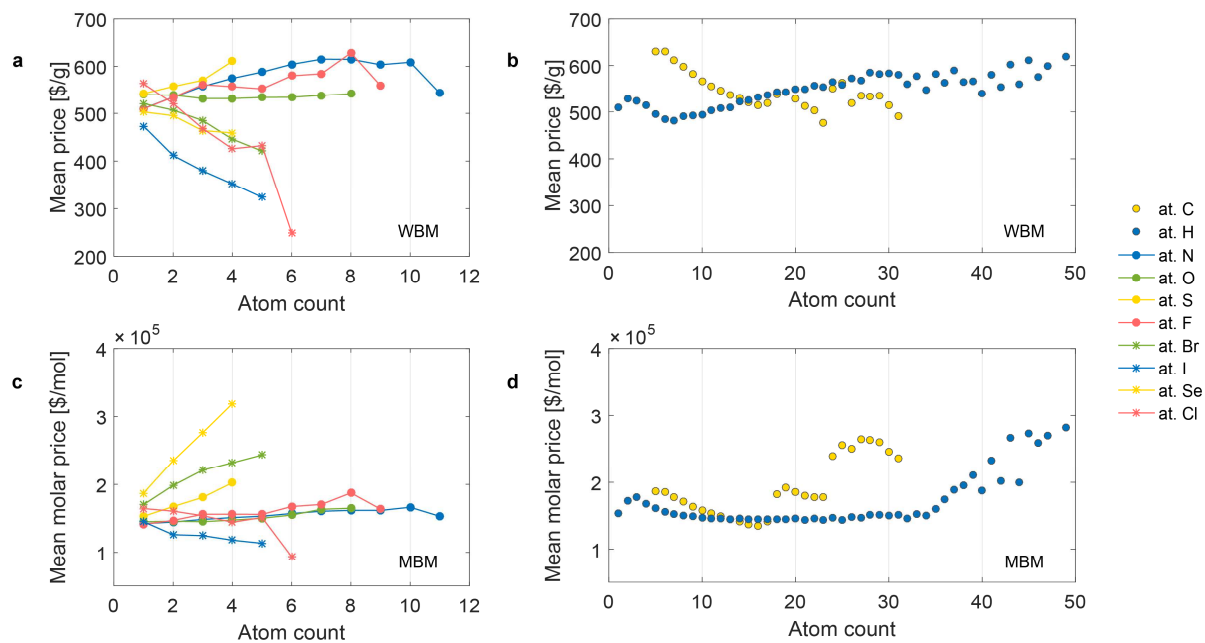 a
Mean price [$/g]
700
600
500
400
300
200
0
2
4
6
8
10
12
Atom count
WBM
b
Mean price [$/g]
700
600
500
400
300
200
0
10
20
30
40
50
Atom count
WBM
c
Mean molar price [$/mol]
× 10⁵
4
3
2
1
0
2
4
6
8
10
12
Atom count
MBM
d
Mean molar price [$/mol]
× 10⁵
4
3
2
1
0
10
20
30
40
50
Atom count
MBM
at. C
at. H
at. N
at. O
at. S
at. F
at. Br
at. I
at. Se
at. Cl